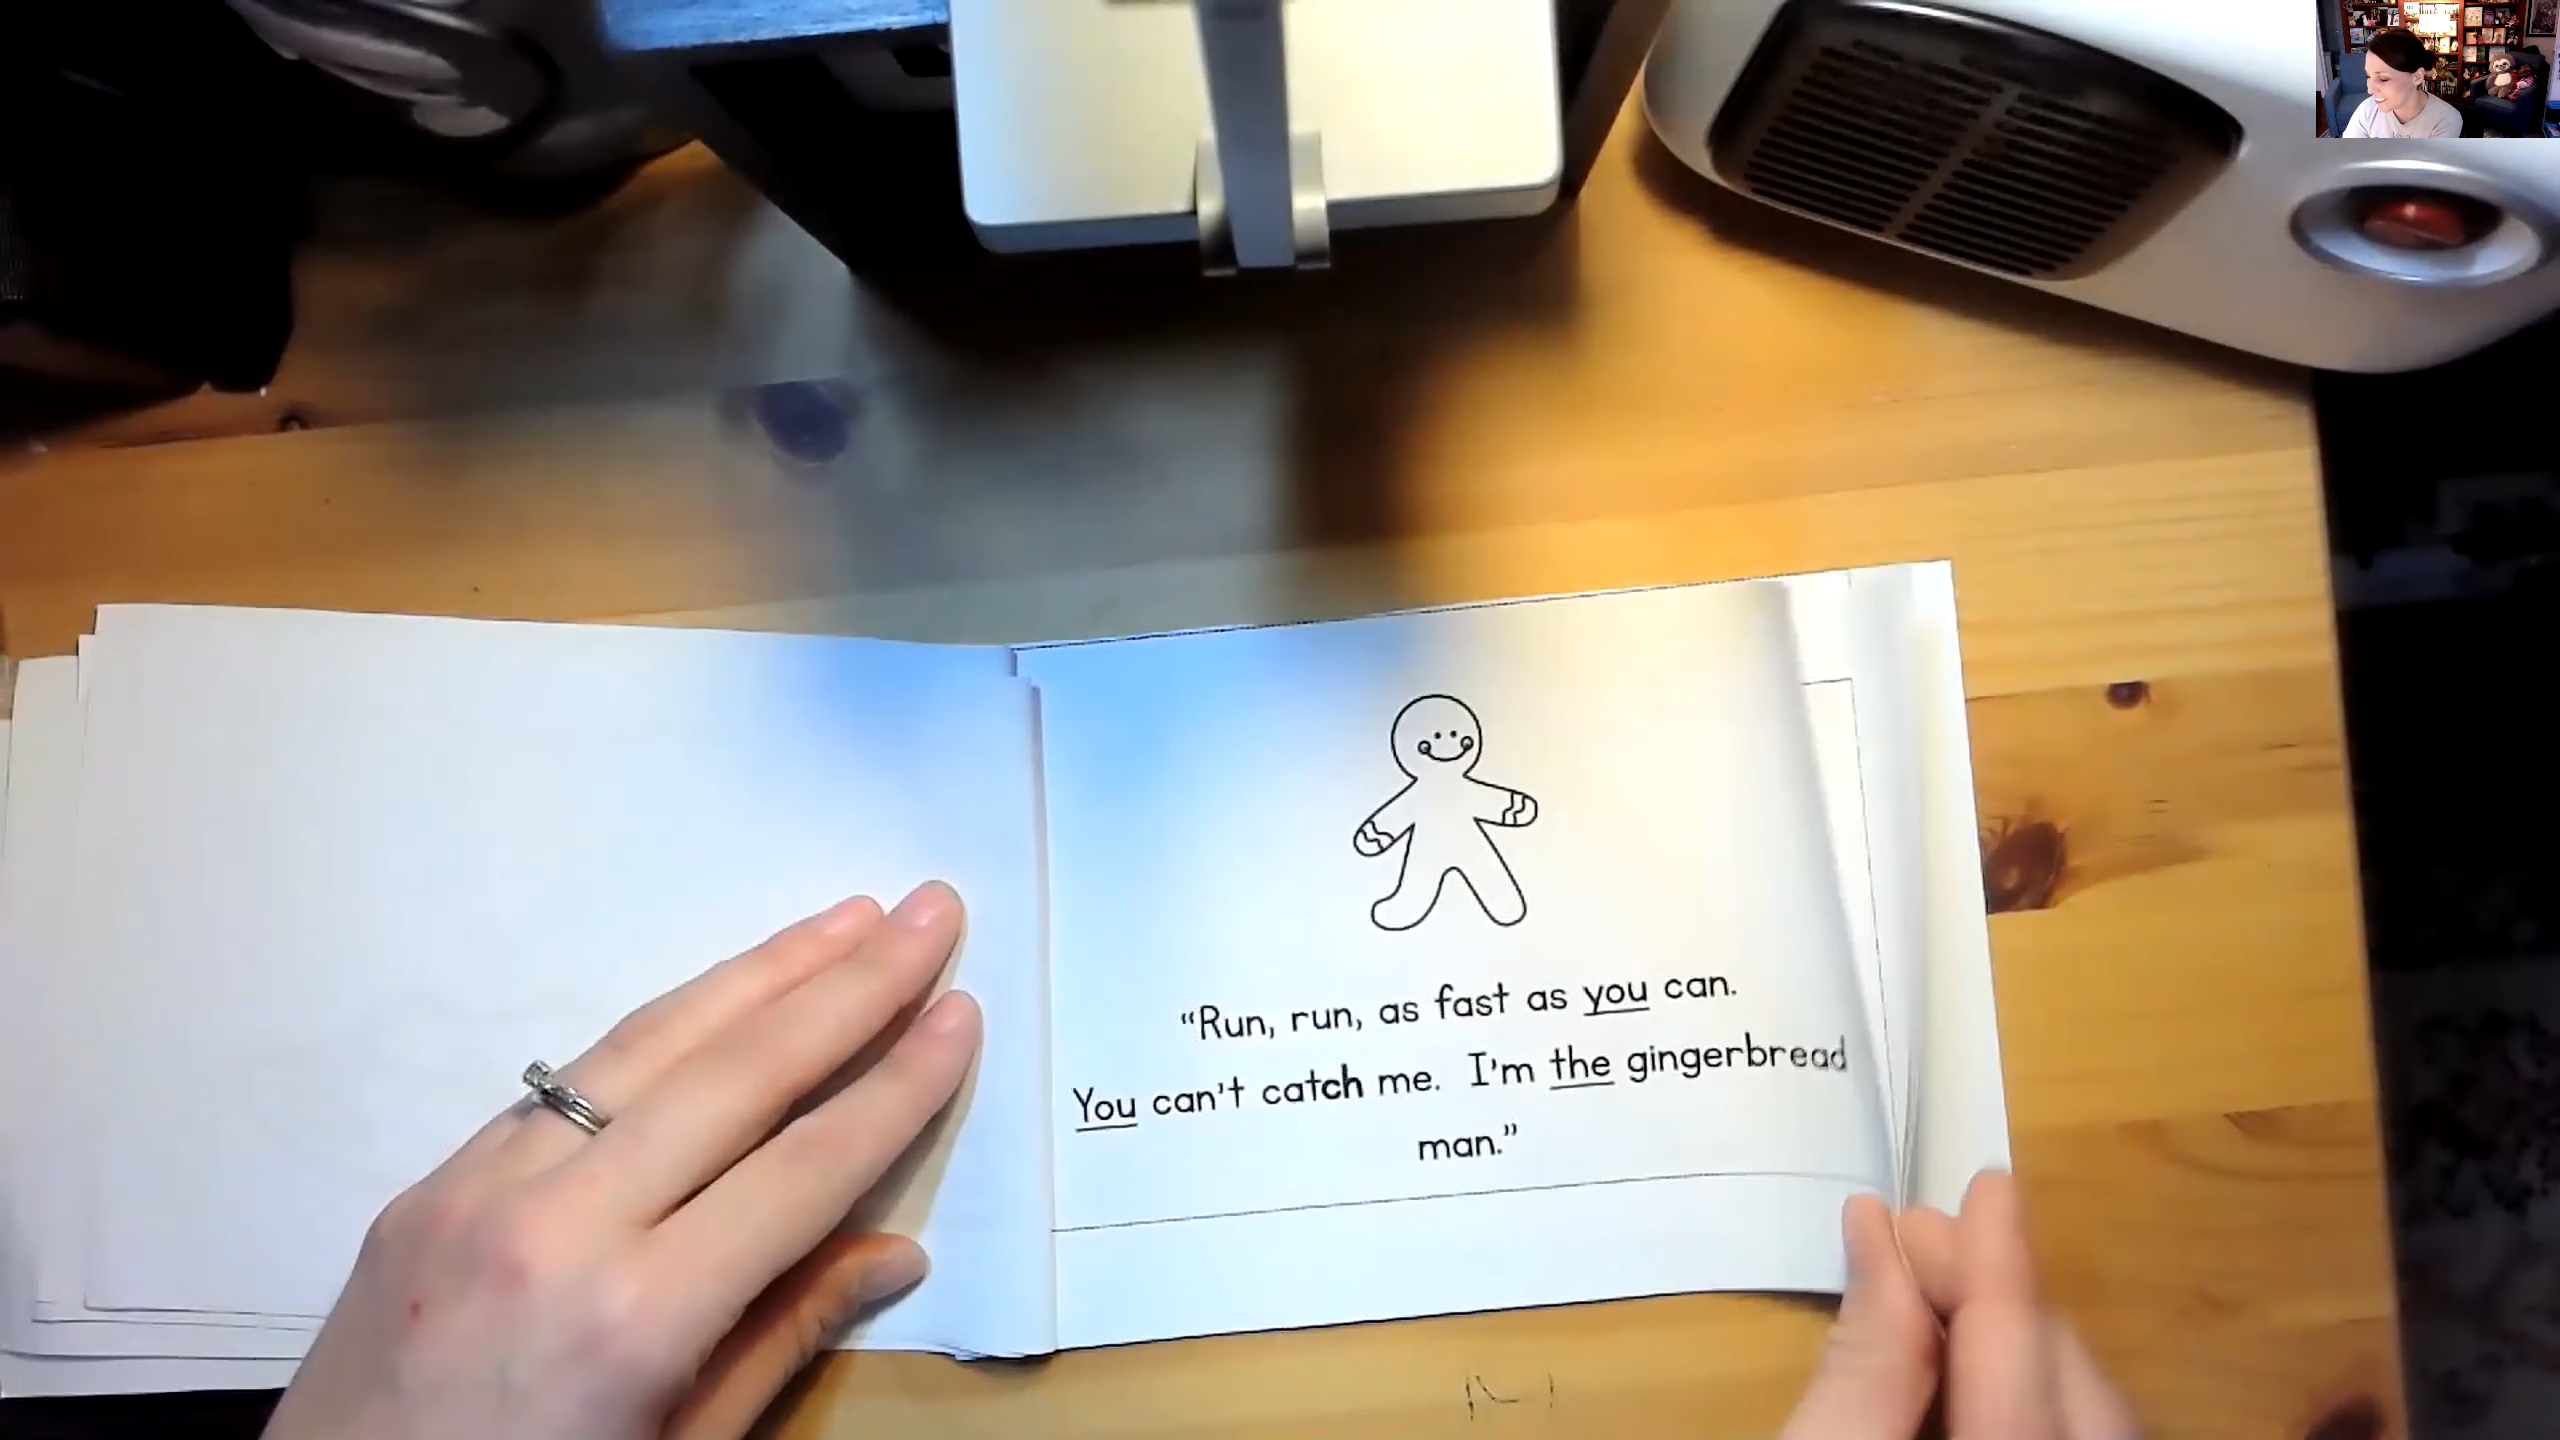 “Run, run, as fast as you can.
You can't catch me. I'm the gingerbread
man.”